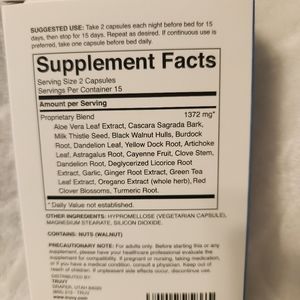 SUGGESTED USE: Take 2 capsules each night before bed for 15
days, then stop for 15 days. Repeat as desired. If continuous use is
preferred, take one capsule before bed daily.
Supplement Facts
Serving Size 2 Capsules
Servings Per Container 15
Amount per Serving
Proprietary Blend 1372 mg*
Aloe Vera Leaf Extract, Cascara Sagrada Bark,
Milk Thistle Seed, Black Walnut Hulls, Burdock
Root, Dandelion Leaf, Yellow Dock Root, Artichoke
Leaf, Astragalus Root, Cayenne Fruit, Clove Stem,
Dandelion Root, Deglycerized Licorice Root
Extract, Garlic, Ginger Root Extract, Green Tea
Leaf Extract, Oregano Extract (whole herb), Red
Clover Blossoms, Turmeric Root.
* Daily Value not established.
OTHER INGREDIENTS: HYPROMELLOSE (VEGETARIAN CAPSULE),
MAGNESIUM STEARATE, SILICON DIOXIDE.
CONTAINS: NUTS (WALNUT)
PRECAUTIONARY NOTE: For adults only. Before starting this or any
supplement, please have your healthcare professional evaluate the
supplement for compatibility. If pregnant or nursing, taking medication,
or if you have a medical condition, consult a physician. Keep out of
reach of children. If unpleasant side effects occur, discontinue use.
DISTRIBUTED BY:
TRUVY
DRAPER, UTAH 84020